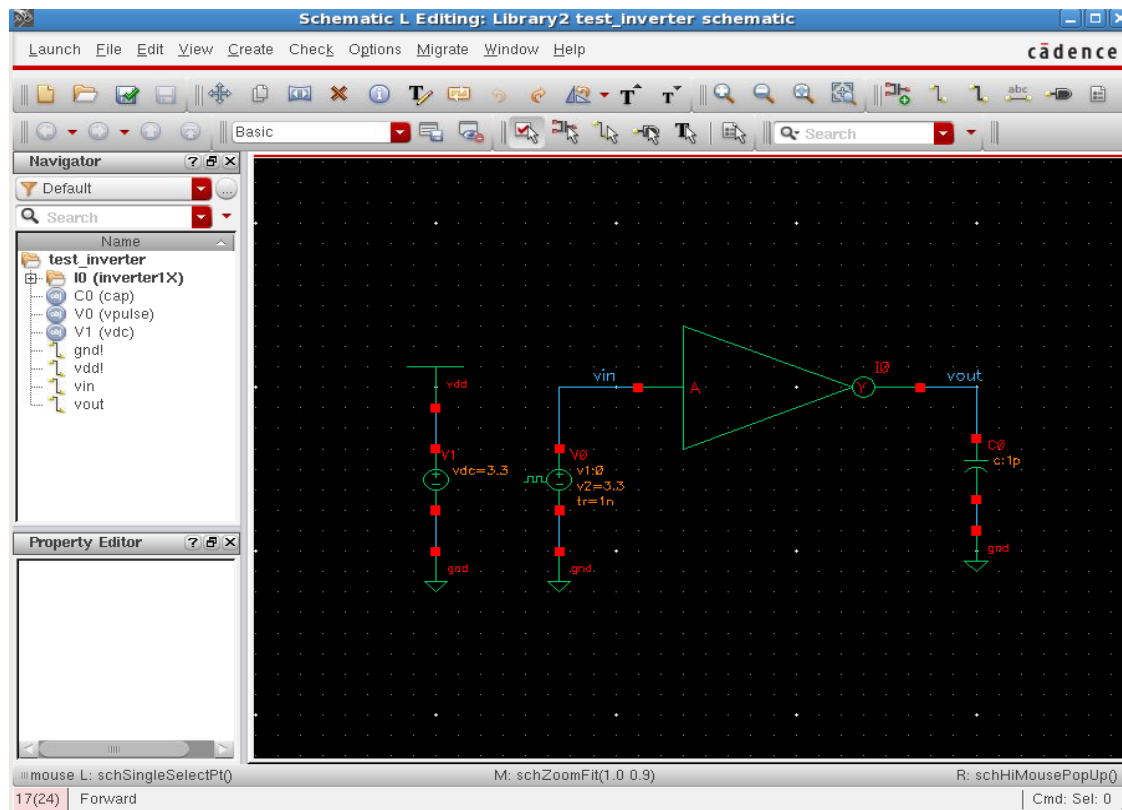 Schematic L Editing: Library2 test_inverter schematic
Launch File Edit View Create Check Options Migrate Window Help
cādence
abc
Basic
Search
Navigator
Default
Search
Name
test_inverter
I0 (inverter1X)
C0 (cap)
V0 (vpulse)
V1 (vdc)
gnd!
vdd!
vin
vout
Property Editor
vdd
V1
vdc=3.3
gnd
vin
V0
v1:0
v2=3.3
tr=1n
gnd
A
Y
I0
vout
C0
c:1p
gnd
mouse L: schSingleSelectPt() M: schZoomFit(1.0 0.9) R: schHiMousePopUp()
17(24) Forward Cmd: Sel: 0